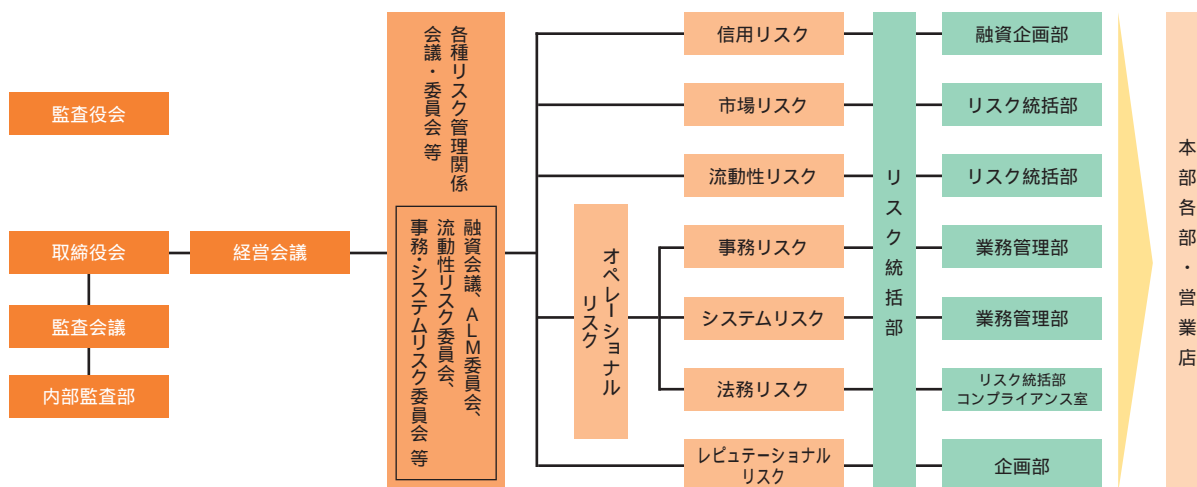 監査役会
取締役会
監査会議
内部監査部
経営会議
各種リスク管理関係
会議・委員会 等
融資会議、ALM委員会、
流動性リスク委員会、
事務・システムリスク委員会 等
オペレーショナル
リスク
信用リスク
市場リスク
流動性リスク
事務リスク
システムリスク
法務リスク
レピュテーショナル
リスク
リスク統括部
融資企画部
リスク統括部
リスク統括部
業務管理部
業務管理部
リスク統括部
コンプライアンス室
企画部
本部各部・営業店